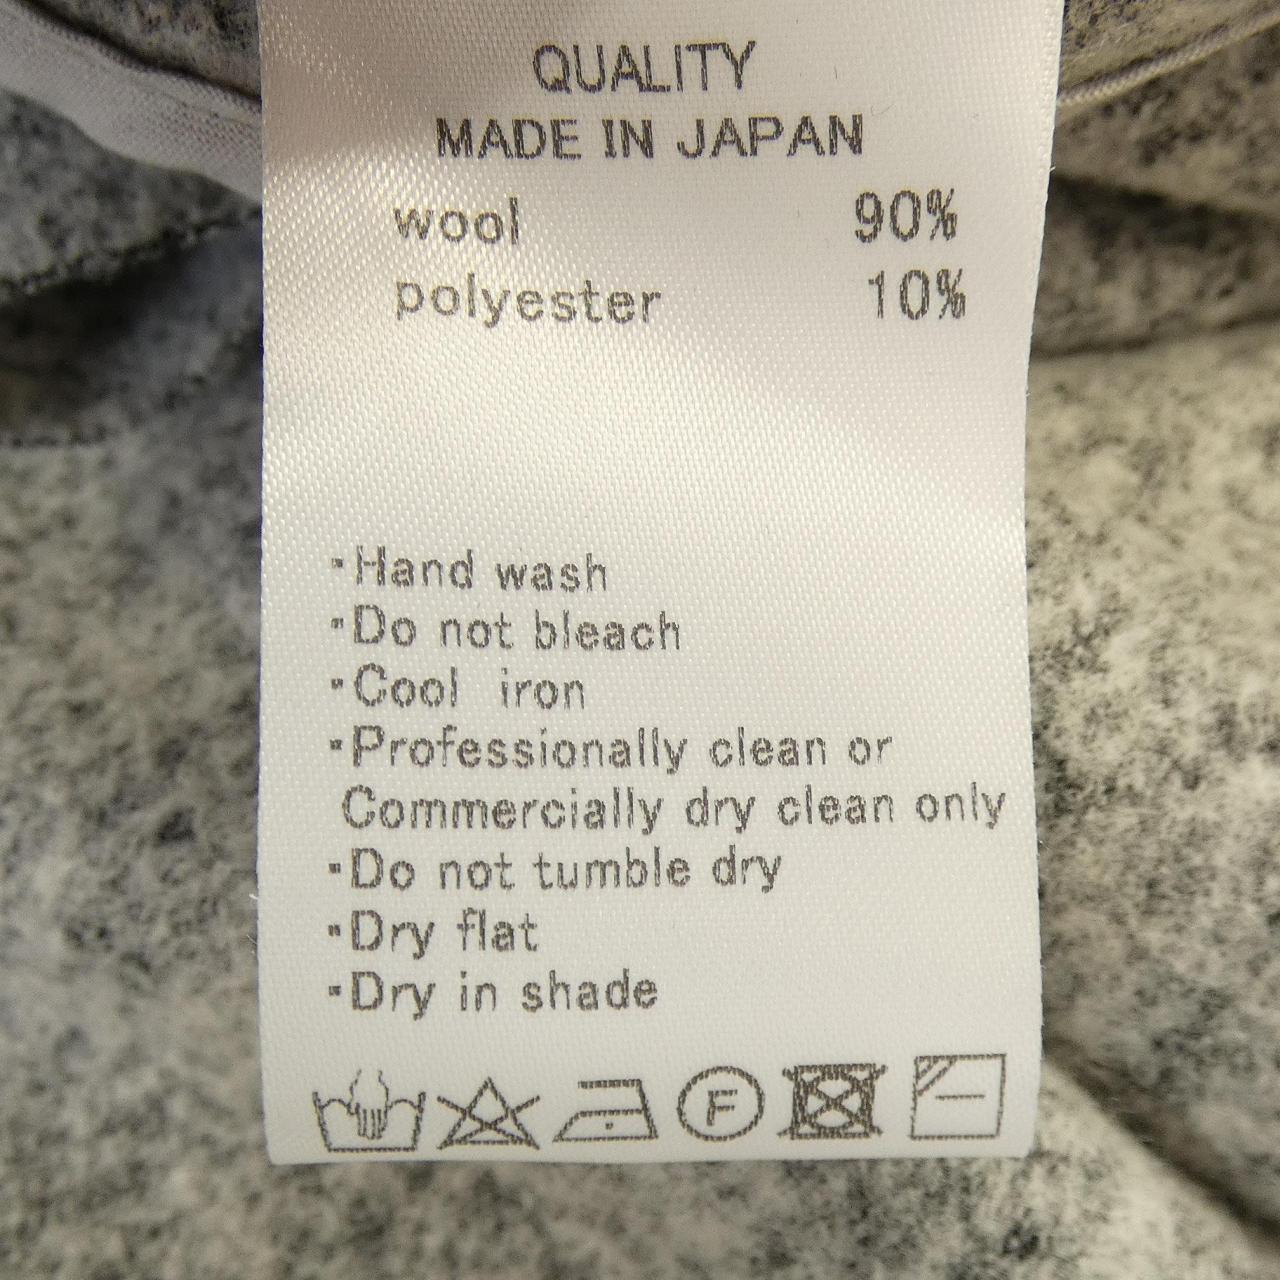 QUALITY
MADE IN JAPAN
wool 90%
polyester 10%
・Hand wash
・Do not bleach
・Cool iron
・Professionally clean or
Commercially dry clean only
・Do not tumble dry
・Dry flat
・Dry in shade
F